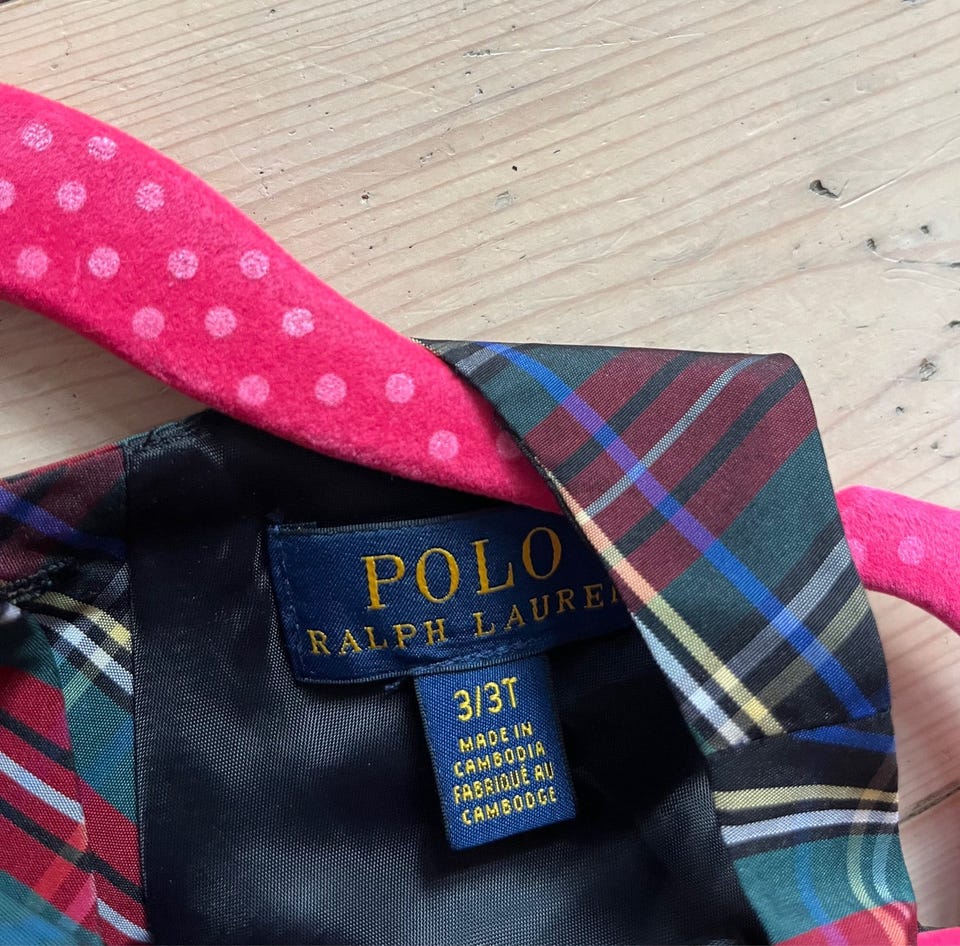 POLO
RALPH LAUREN
3/3T
MADE IN
CAMBODIA
FABRIQUÉ AU
CAMBODGE